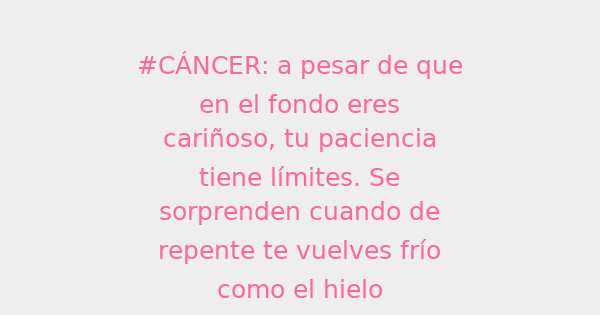 #CÁNCER: a pesar de que
en el fondo eres
cariñoso, tu paciencia
tiene límites. Se
sorprenden cuando de
repente te vuelves frío
como el hielo